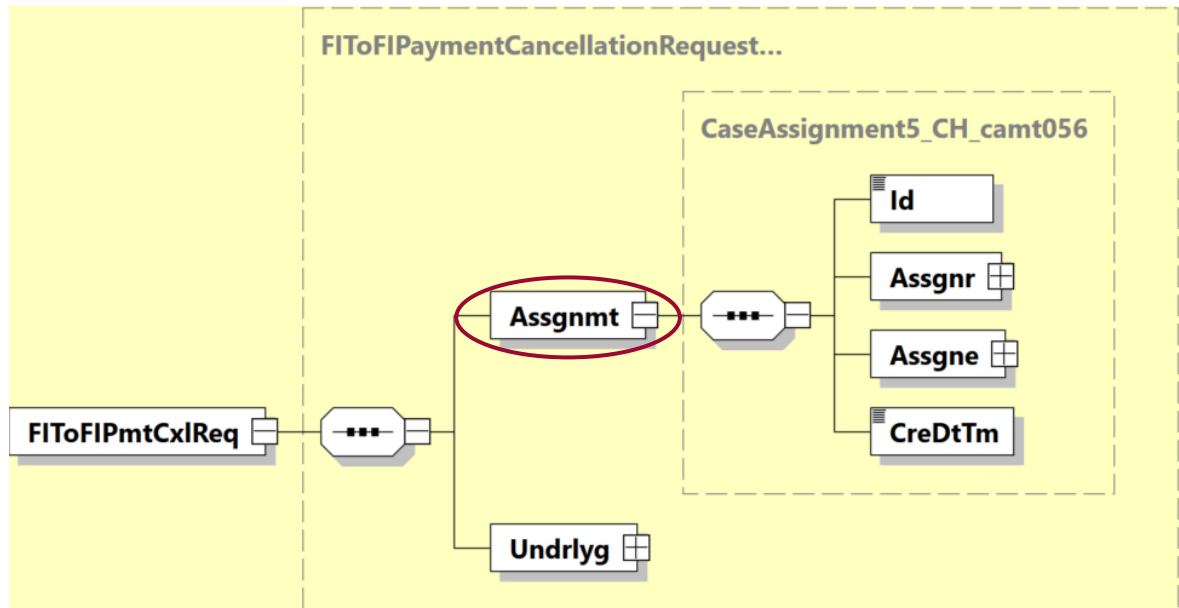 FIToFIPaymentCancellationRequest...
CaseAssignment5_CH_camt056
Id
Assgnr
Assgnmt
Assgne
FIToFIPmtCxlReq
CreDtTm
Undrlyg